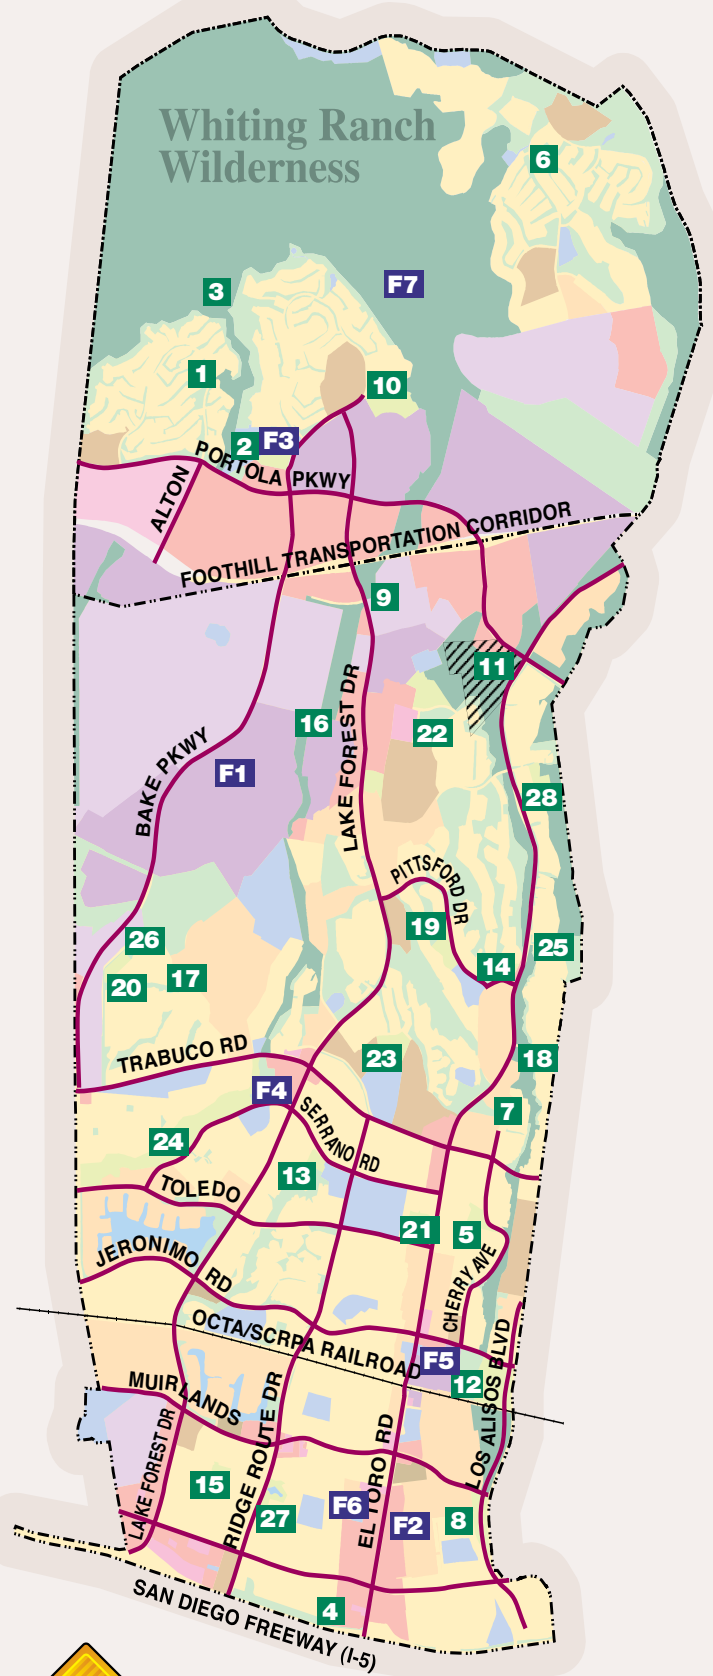 Whiting Ranch
Wilderness
6
3
F7
1
10
2
F3
PORTOLA PKWY
ALTON
FOOTHILL TRANSPORTATION CORRIDOR
9
11
16
LAKE FOREST DR
22
BAKE PKWY
F1
28
PITTSFORD DR
19
26
25
14
17
20
TRABUCO RD
23
18
F4
7
SERRANO RD
24
13
TOLEDO
21
5
JERONIMO RD
CHERRY AVE
OCTA/SCRPA RAILROAD
F5
12
LOS ALISOS BLVD
MUIRLANDS
LAKE FOREST DR
RIDGE ROUTE DR
EL TORO RD
15
27
F6
F2
8
4
SAN DIEGO FREEWAY (I-5)